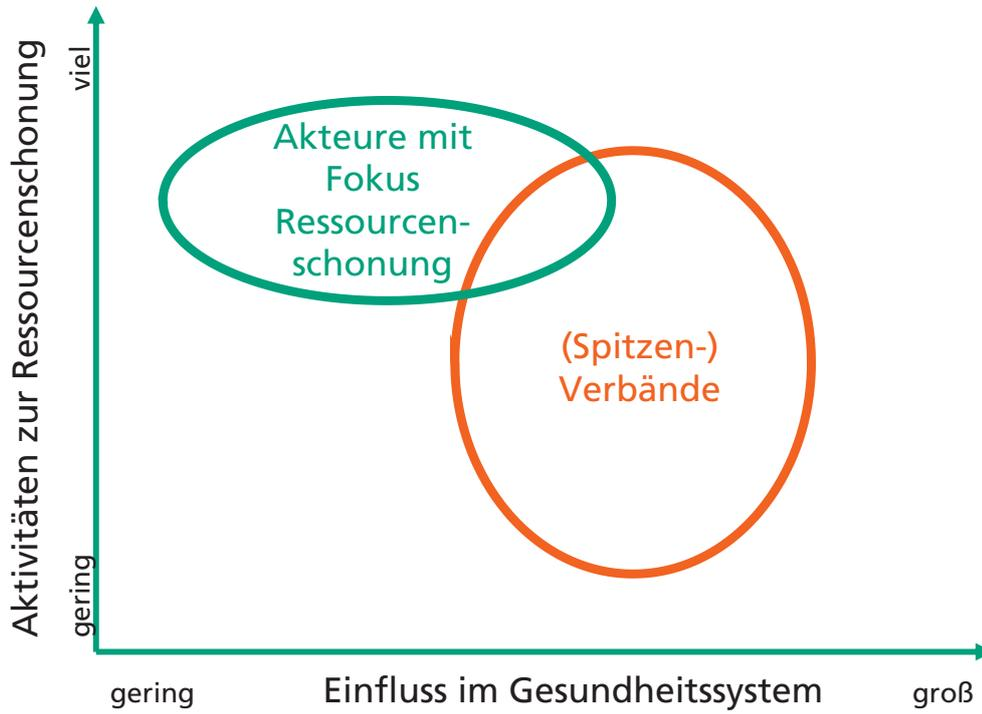 Aktivitäten zur Ressourcenschonung
viel
gering
Akteure mit
Fokus
Ressourcen-
schonung
(Spitzen-)
Verbände
gering
Einfluss im Gesundheitssystem
groß